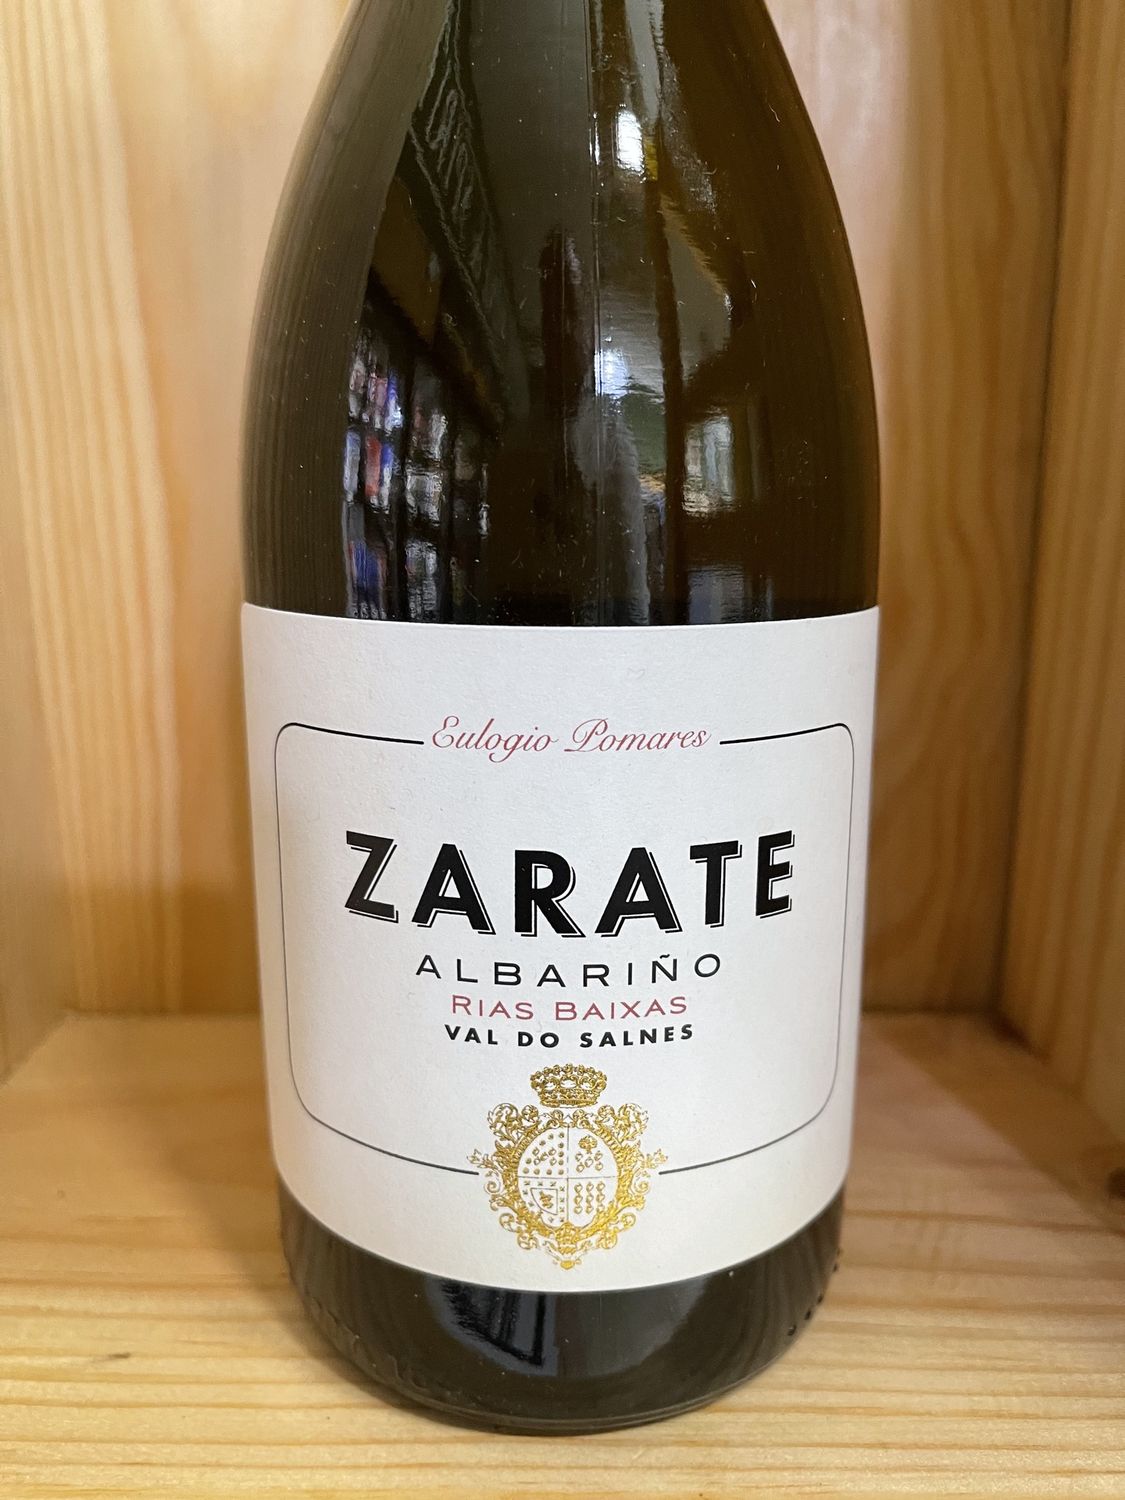 Eulogio Pomares
ZARATE
ALBARIÑO
RIAS BAIXAS
VAL DO SALNES